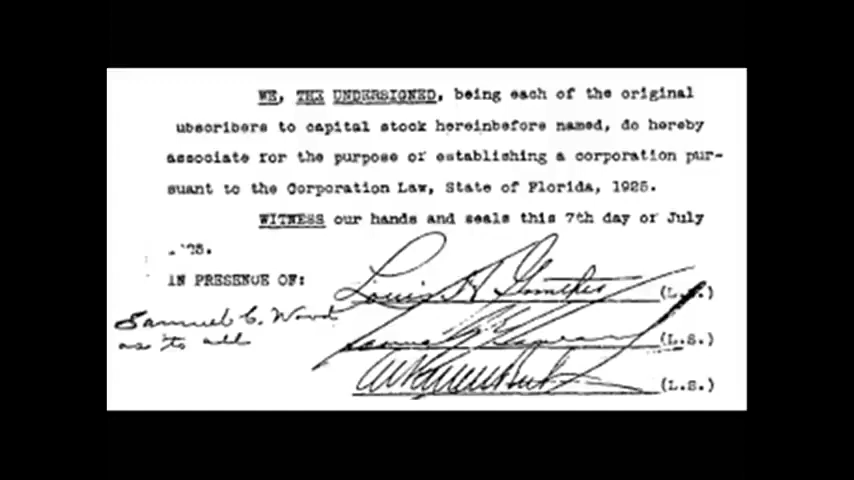 WE, THE UNDERSIGNED, being each of the original
ubscribers to capital stock hereinbefore named, do hereby
associate for the purpose of establishing a corporation pur-
suant to the Corporation Law, State of Florida, 1925.
WITNESS our hands and seals this 7th day of July
25.
IN PRESENCE OF:
Louis (L.S.)
Samuel C. Wood
as to all
(L.S.)
(L.S.)